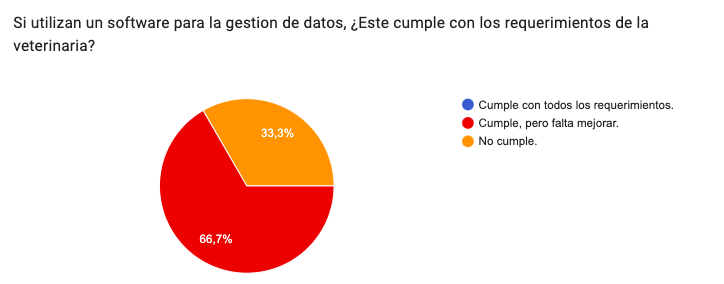 Si utilizan un software para la gestion de datos, ¿Este cumple con los requerimientos de la
veterinaria?
Cumple con todos los requerimientos.
Cumple, pero falta mejorar.
No cumple.
33,3%
66,7%